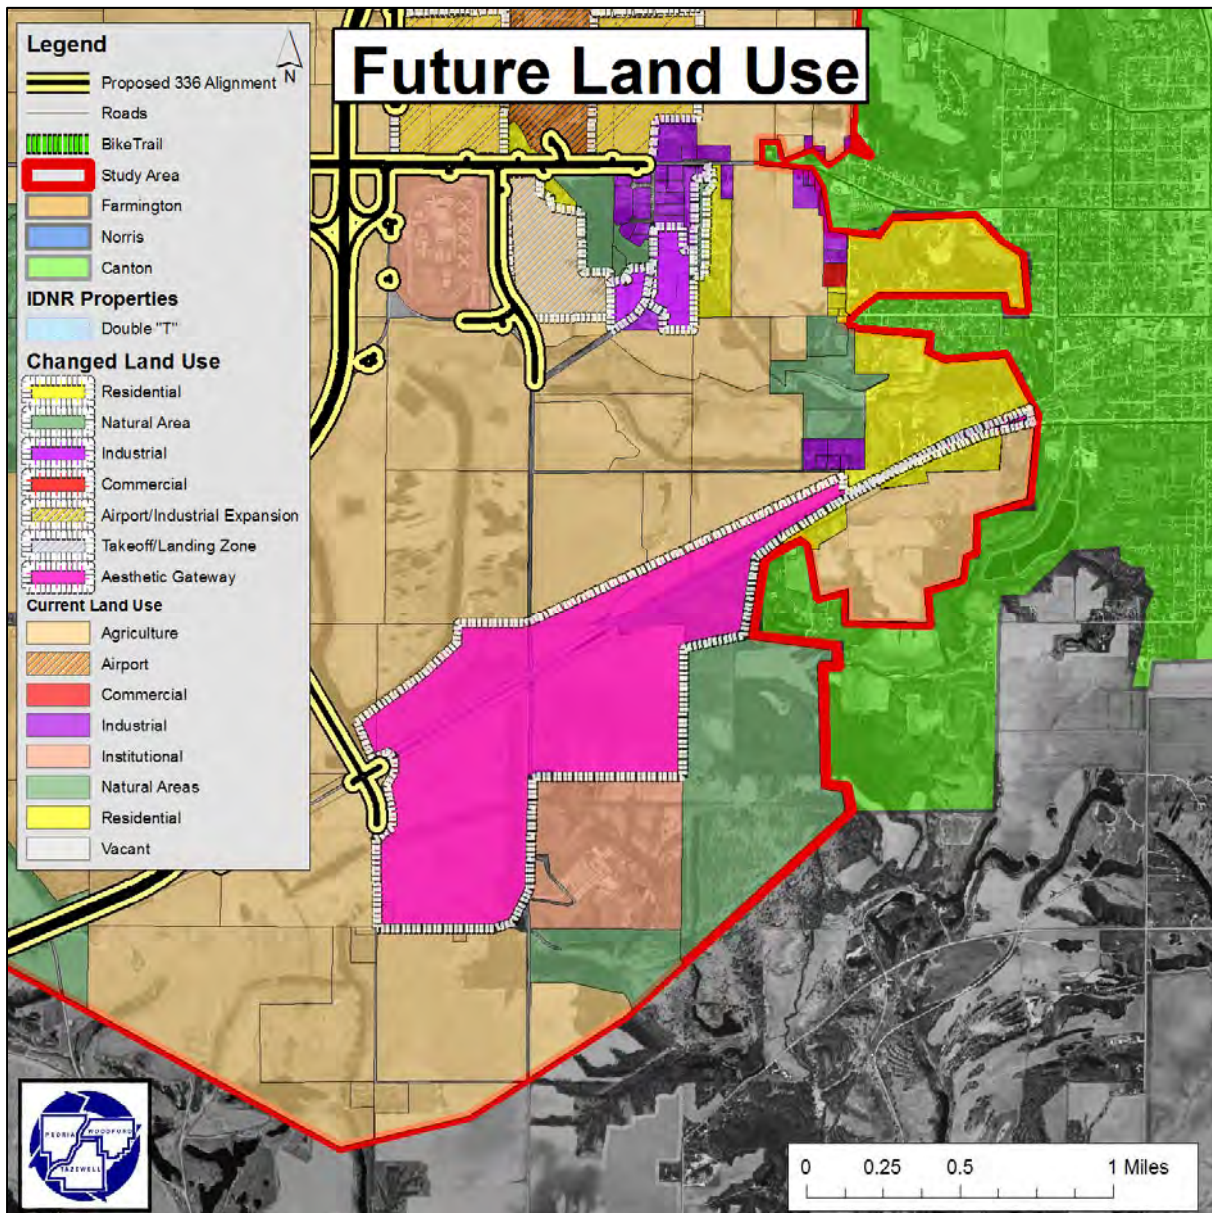 Future Land Use
Legend
N
Proposed 336 Alignment
Roads
BikeTrail
Study Area
Farmington
Norris
Canton
IDNR Properties
Double "T"
Changed Land Use
Residential
Natural Area
Industrial
Commercial
Airport/Industrial Expansion
Takeoff/Landing Zone
Aesthetic Gateway
Current Land Use
Agriculture
Airport
Commercial
Industrial
Institutional
Natural Areas
Residential
Vacant
PEORIA
WOODFORD
TAZEWELL
0 0.25 0.5 1 Miles